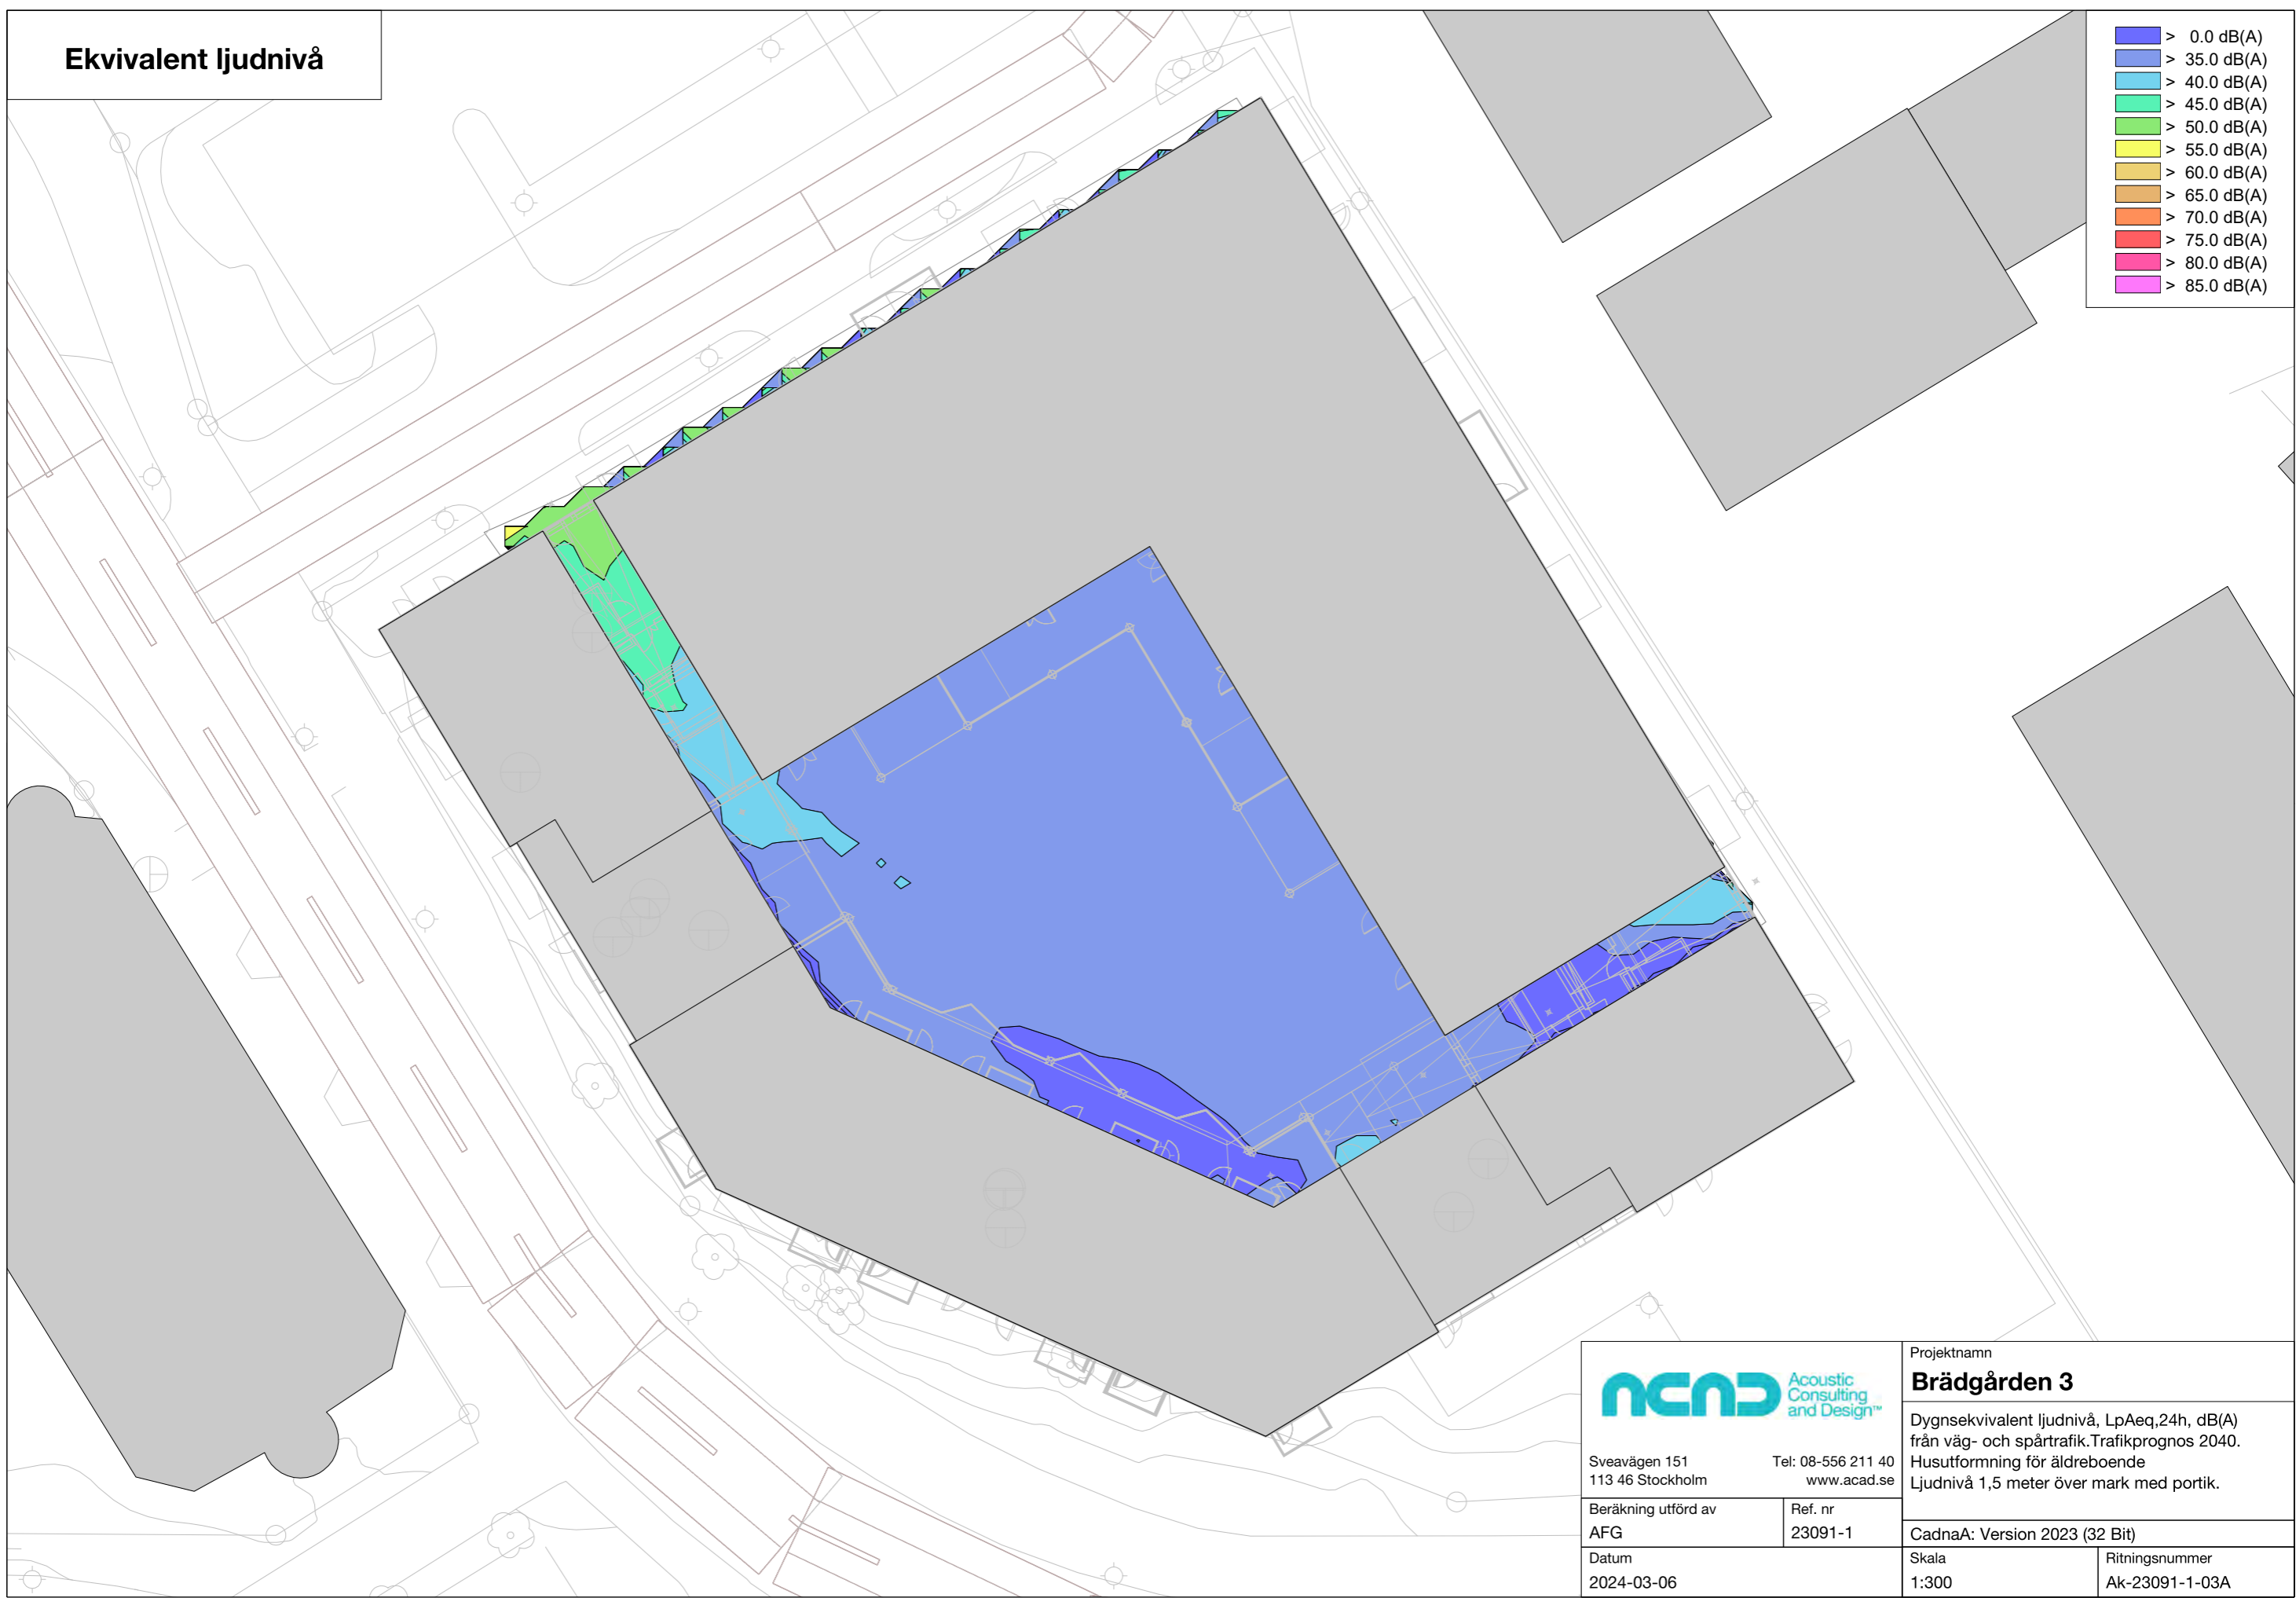 Ekvivalent ljudnivå
> 0.0 dB(A)
> 35.0 dB(A)
> 40.0 dB(A)
> 45.0 dB(A)
> 50.0 dB(A)
> 55.0 dB(A)
> 60.0 dB(A)
> 65.0 dB(A)
> 70.0 dB(A)
> 75.0 dB(A)
> 80.0 dB(A)
> 85.0 dB(A)
ACAD Acoustic
Consulting
and Design™
Sveavägen 151 Tel: 08-556 211 40
113 46 Stockholm www.acad.se
Beräkning utförd av
AFG
Ref. nr
23091-1
Datum
2024-03-06
Projektnamn
Brädgården 3
Dygnsekvivalent ljudnivå, LpAeq,24h, dB(A)
från väg- och spårtrafik.Trafikprognos 2040.
Husutformning för äldreboende
Ljudnivå 1,5 meter över mark med portik.
CadnaA: Version 2023 (32 Bit)
Skala
1:300
Ritningsnummer
Ak-23091-1-03A